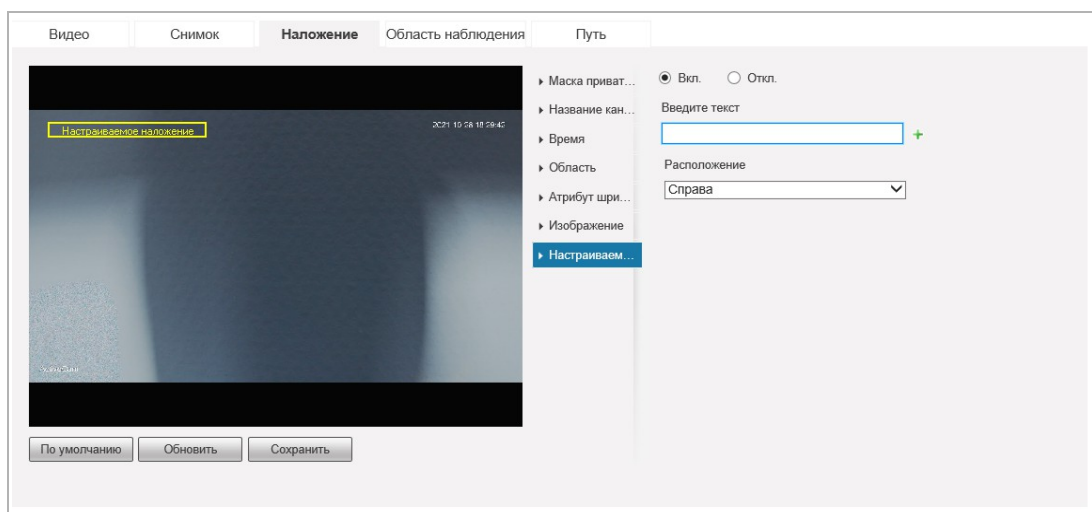 Видео Снимок Наложение Область наблюдения Путь
Настраиваемое наложение
▸ Маска приват...
▸ Название кан...
▸ Время
▸ Область
▸ Атрибут шри...
▸ Изображение
▸ Настраиваем...
Вкл. Откл.
Введите текст
+
Расположение
Справа
По умолчанию Обновить Сохранить